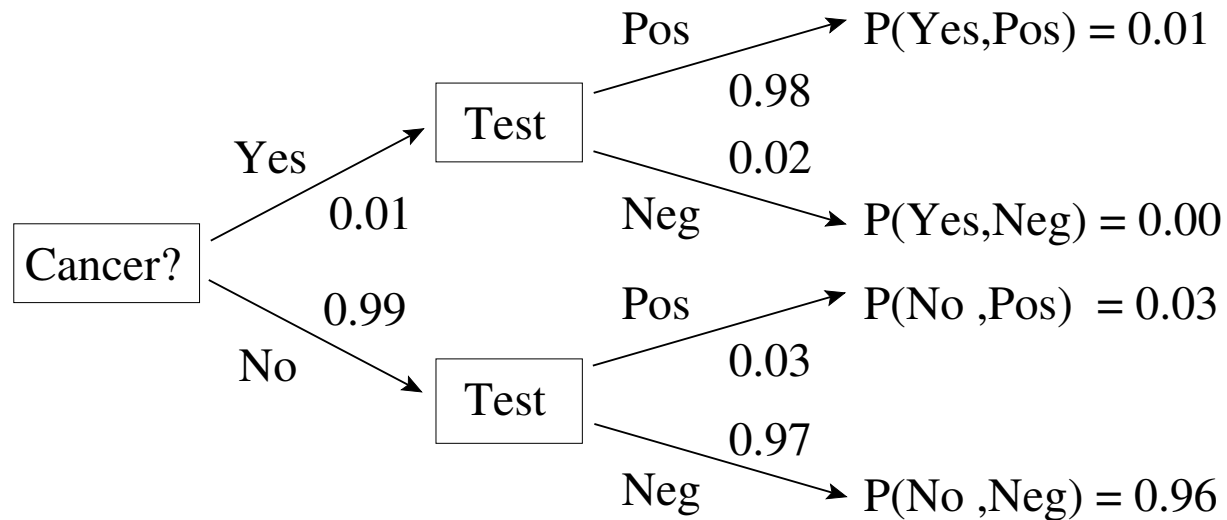 Pos
P(Yes,Pos) = 0.01
0.98
Test
Yes
0.02
0.01
Neg
P(Yes,Neg) = 0.00
Cancer?
0.99
Pos
P(No ,Pos) = 0.03
No
0.03
Test
0.97
Neg
P(No ,Neg) = 0.96